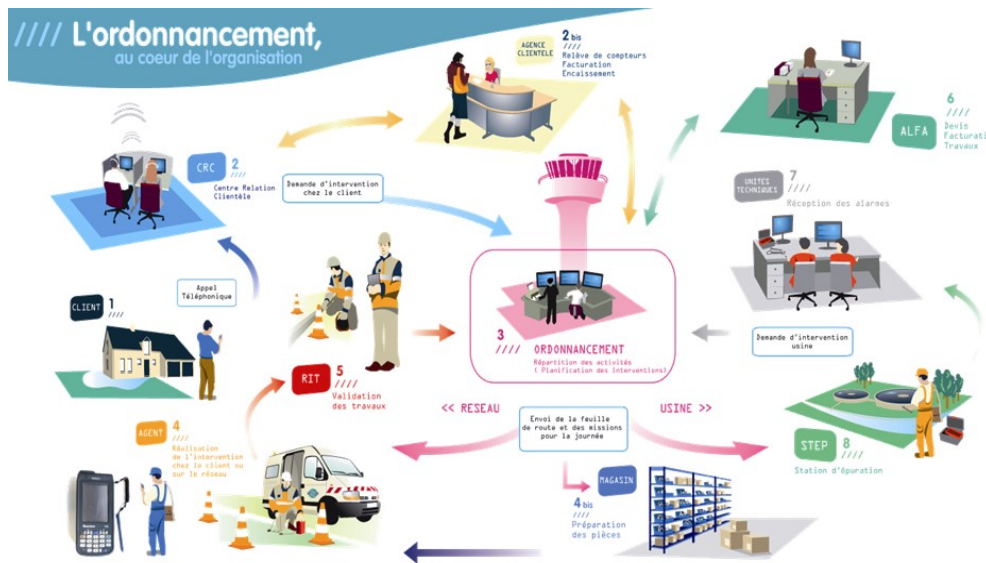 //// L'ordonnancement,
au coeur de l'organisation
AGENCE
CLIENTELE
2 bis
////
Relève de compteurs
Facturation
Encaissement
6
////
ALFA
Devis
Facturati
Travaux
CRC
2
////
Centre Relation
Clientèle
Demande d'intervention
chez le client
UNITES
TECHNIQUES
7
////
Réception des alarmes
Appel
Téléphonique
CLIENT
1
////
3
////
ORDONNANCEMENT
Répartition des activités
( Planification des interventions)
Demande d'intervention
usine
RIT
5
////
Validation
des travaux
<< RESEAU
USINE >>
Envoi de la feuille
de route et des missions
pour la journée
AGENT
4
////
Réalisation
de l'intervention
chez le client ou
sur le réseau
STEP
8
////
Station d'épuration
MAGASIN
4 bis
////
Préparation
des pièces